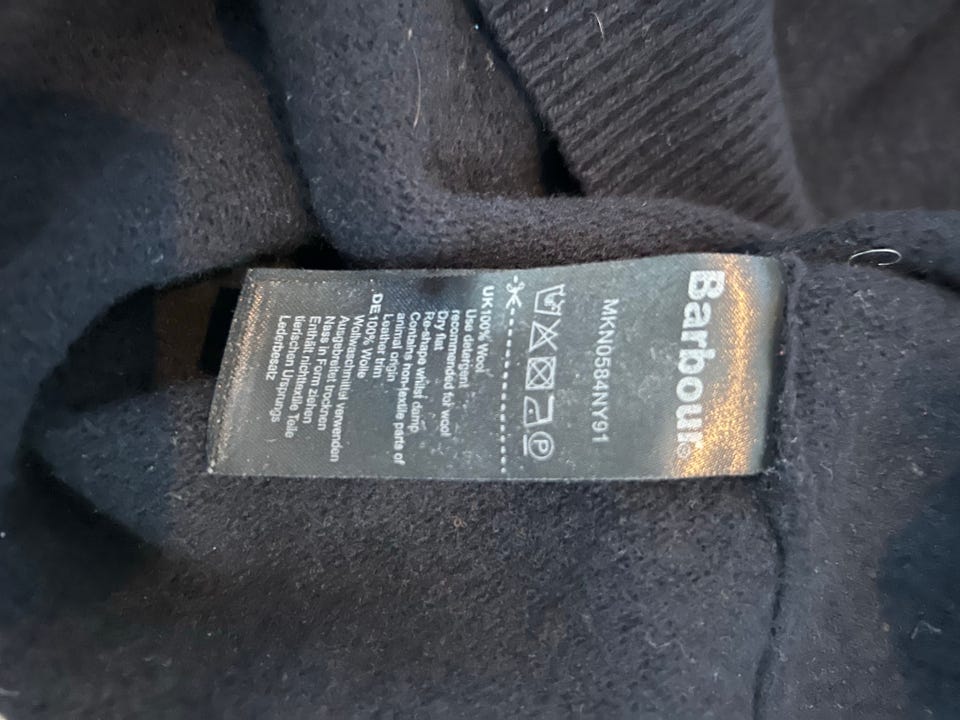 Barbour®
MKN0584NY91
P
UK100% Wool
Use detergent
recommended for wool
Dry flat
Re-shape whilst damp
Contains non-textile parts of
animal origin
Leather trim
DE 100% Wolle
Wollwaschmittel verwenden
Ausgebreitet trocknen
Nass in Form ziehen
Enthält nichttextile Teile
tierischen Ursprungs
Lederbesatz